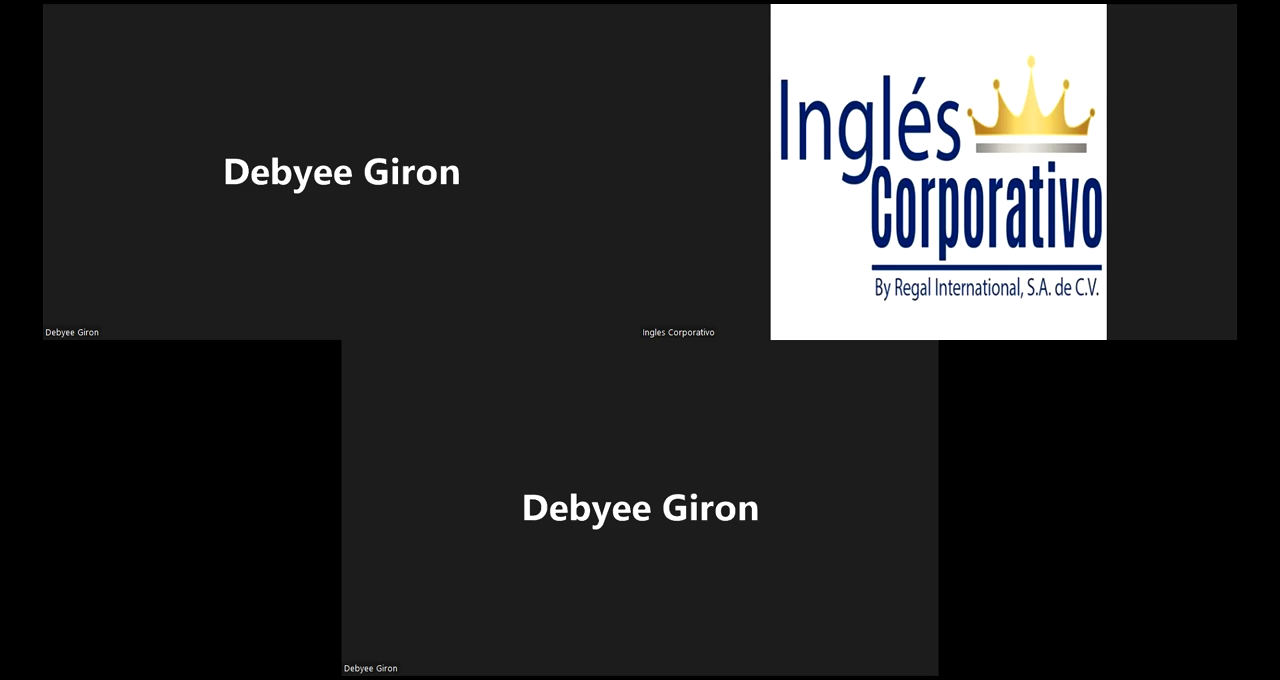 Debyee Giron
Debyee Giron
Inglés
Corporativo
By Regal International, S.A. de C.V.
Ingles Corporativo
Debyee Giron
Debyee Giron